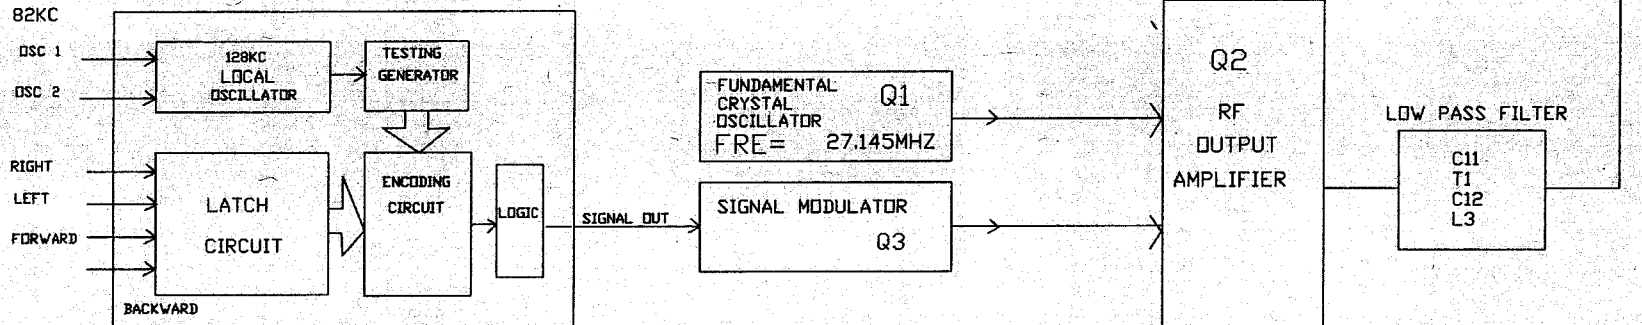 82KC
OSC 1
OSC 2
128KC
LOCAL
OSCILLATOR
TESTING
GENERATOR
RIGHT
LEFT
FORWARD
BACKWARD
LATCH
CIRCUIT
ENCODING
CIRCUIT
LOGIC
SIGNAL OUT
FUNDAMENTAL
CRYSTAL
OSCILLATOR
Q1
FRE= 27.145MHZ
SIGNAL MODULATOR
Q3
Q2
RF
OUTPUT
AMPLIFIER
LOW PASS FILTER
C11
T1
C12
L3